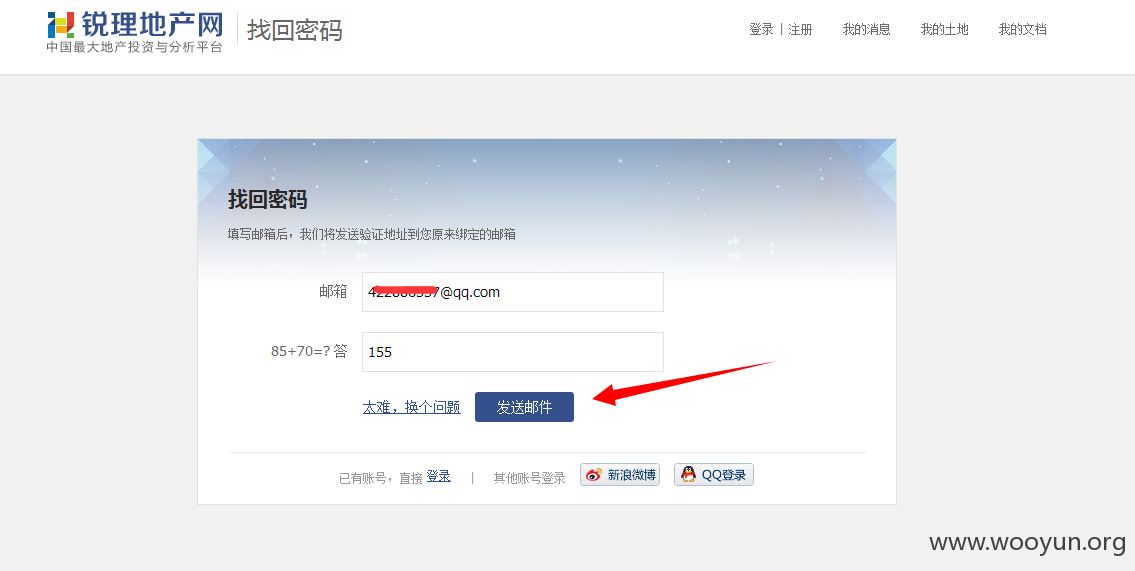 锐理地产网
中国最大地产投资与分析平台
找回密码
登录 | 注册 我的消息 我的土地 我的文档
找回密码
填写邮箱后，我们将发送验证地址到您原来绑定的邮箱
邮箱 @qq.com
85+70=? 答 155
太难，换个问题 发送邮件
已有账号，直接 登录 | 其他账号登录 新浪微博 QQ登录
www.wooyun.org